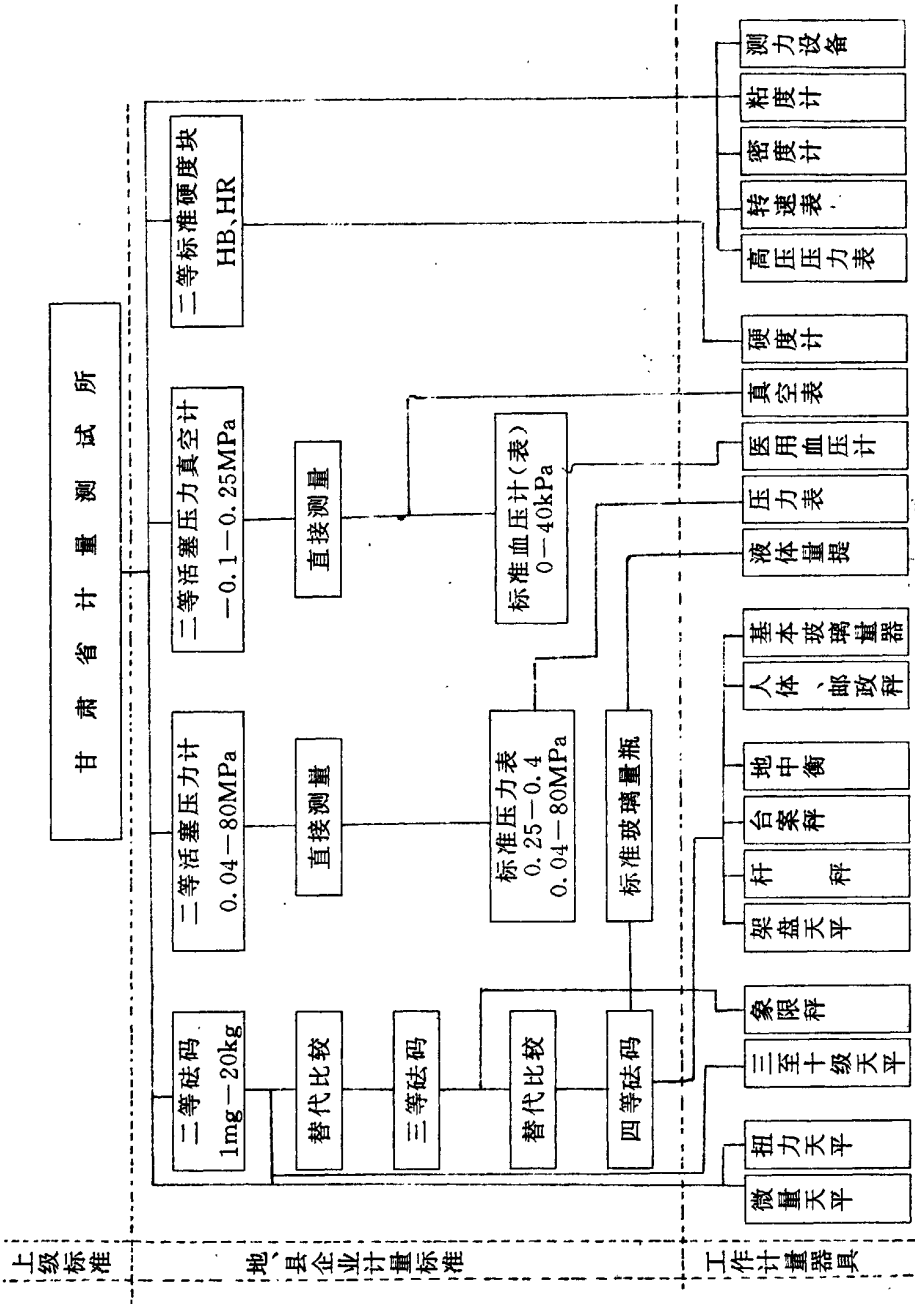 上级标准
甘肃省计量测试所
地、县企业计量标准
二等砝码
1mg－20kg
二等活塞压力计
0.04－80MPa
二等活塞压力真空计
－0.1－0.25MPa
二等标准硬度块
HB、HR
替代比较
直接测量
直接测量
三等砝码
替代比较
标准压力表
0.25－0.4
0.04－80MPa
标准血压计(表)
0－40kPa
四等砝码
标准玻璃量瓶
工作计量器具
微量天平
扭力天平
三至十级天平
象限秤
架盘天平
杆秤
台案秤
地中衡
人体、邮政秤
基本玻璃量器
液体量提
压力表
医用血压计
真空表
硬度计
高压压力表
转速表
密度计
粘度计
测力设备